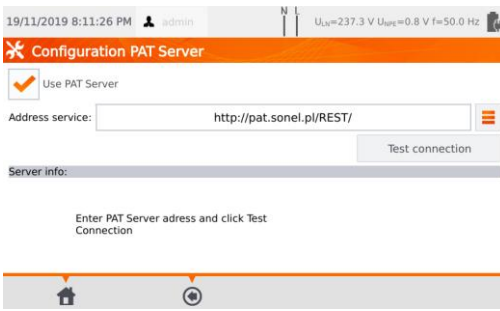 19/11/2019 8:11:26 PM admin N L U_LN=237.3 V U_NPE=0.8 V f=50.0 Hz
Configuration PAT Server
Use PAT Server
Address service: http://pat.sonel.pl/REST/
Test connection
Server info:
Enter PAT Server adress and click Test
Connection